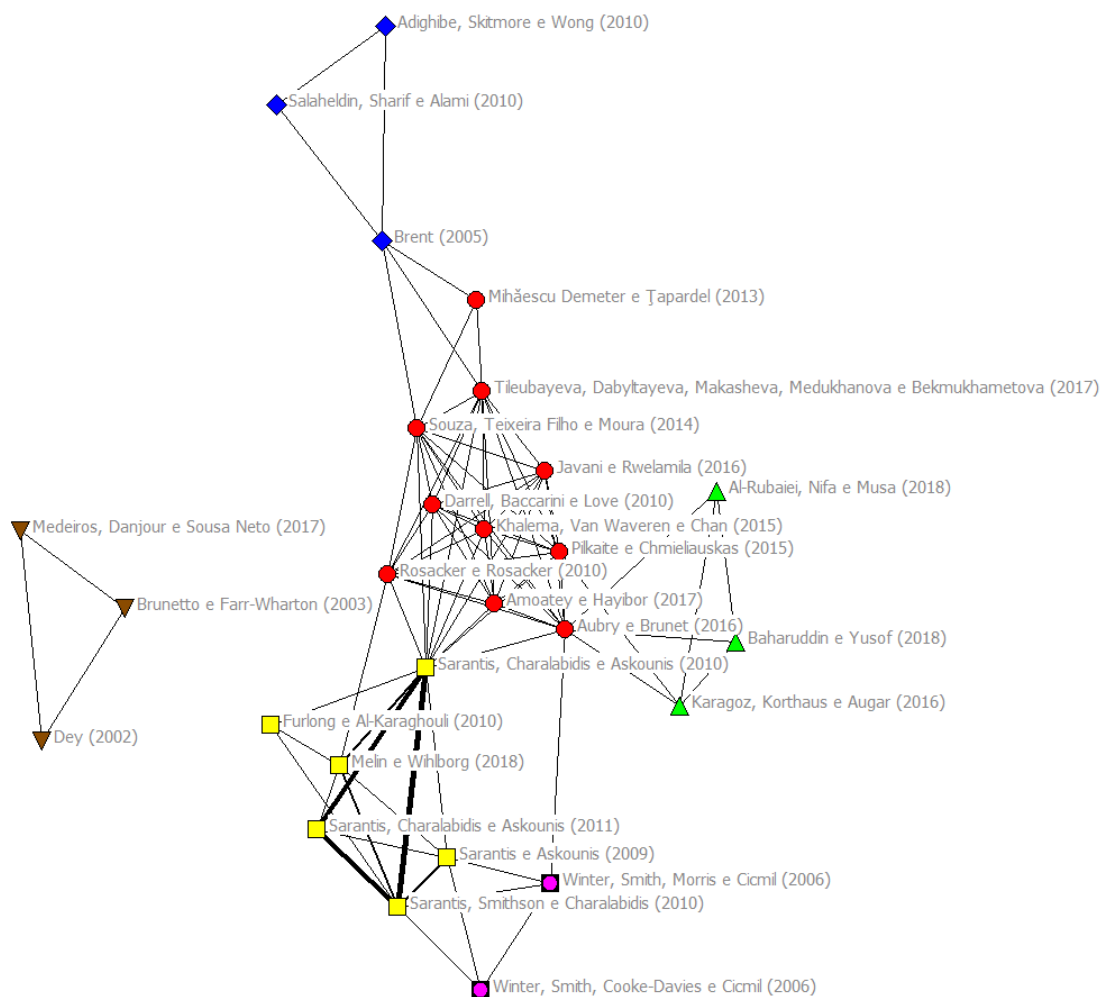 Adighibe, Skitmore e Wong (2010)
Salaheldin, Sharif e Alami (2010)
Brent (2005)
Mihăescu Demeter e Ţapardel (2013)
Tileubayeva, Dabyltayeva, Makasheva, Medukhanova e Bekmukhametova (2017)
Souza, Teixeira Filho e Moura (2014)
Javani e Rwelamila (2016)
Al-Rubaiei, Nifa e Musa (2018)
Darrell, Baccarini e Love (2010)
Medeiros, Danjour e Sousa Neto (2017)
Khalema, Van Waveren e Chan (2015)
Pilkaite e Chmieliauskas (2015)
Rosacker e Rosacker (2010)
Brunetto e Farr-Wharton (2003)
Amoatey e Hayibor (2017)
Aubry e Brunet (2016)
Baharuddin e Yusof (2018)
Sarantis, Charalabidis e Askounis (2010)
Karagoz, Korthaus e Augar (2016)
Furlong e Al-Karaghouli (2010)
Dey (2002)
Melin e Wihlborg (2018)
Sarantis, Charalabidis e Askounis (2011)
Sarantis e Askounis (2009)
Winter, Smith, Morris e Cicmil (2006)
Sarantis, Smithson e Charalabidis (2010)
Winter, Smith, Cooke-Davies e Cicmil (2006)